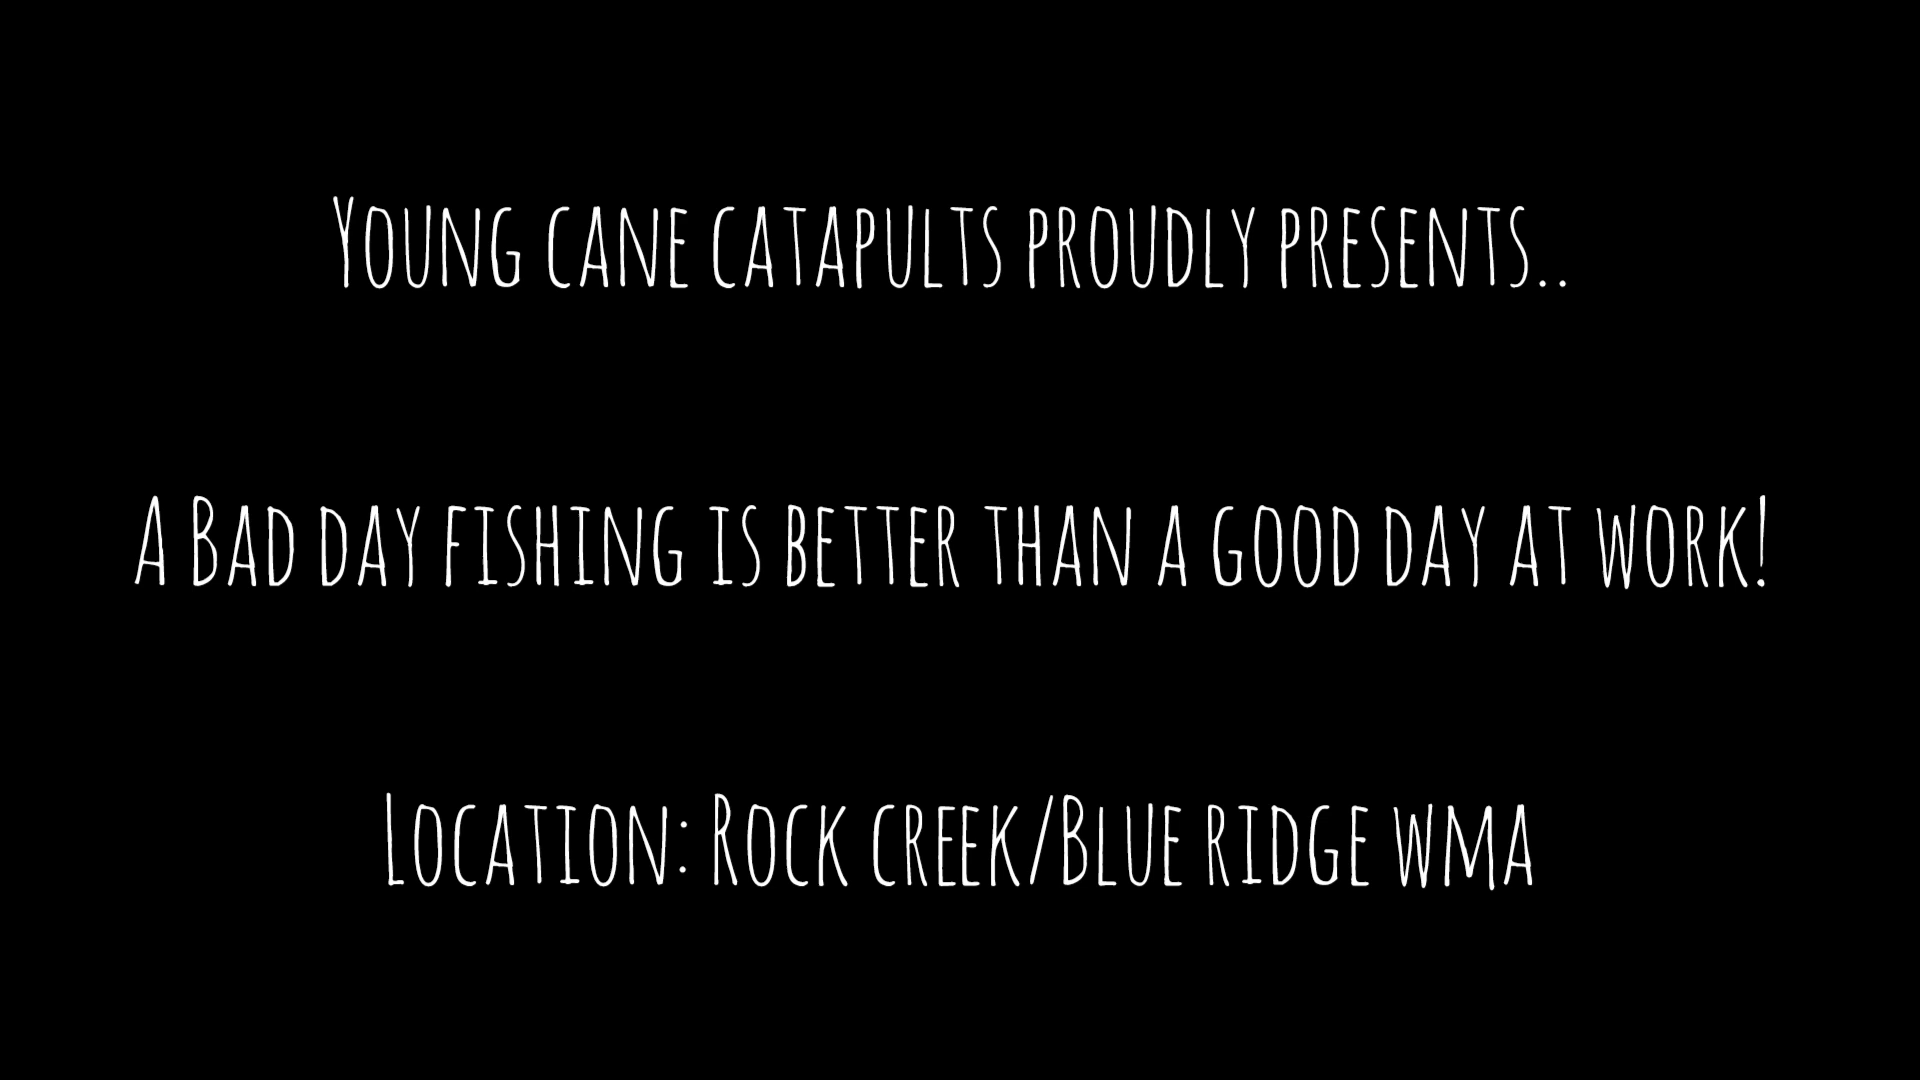 Young cane catapults proudly presents..
A Bad day fishing is better than a good day at work!
Location: Rock creek/Blue ridge wma